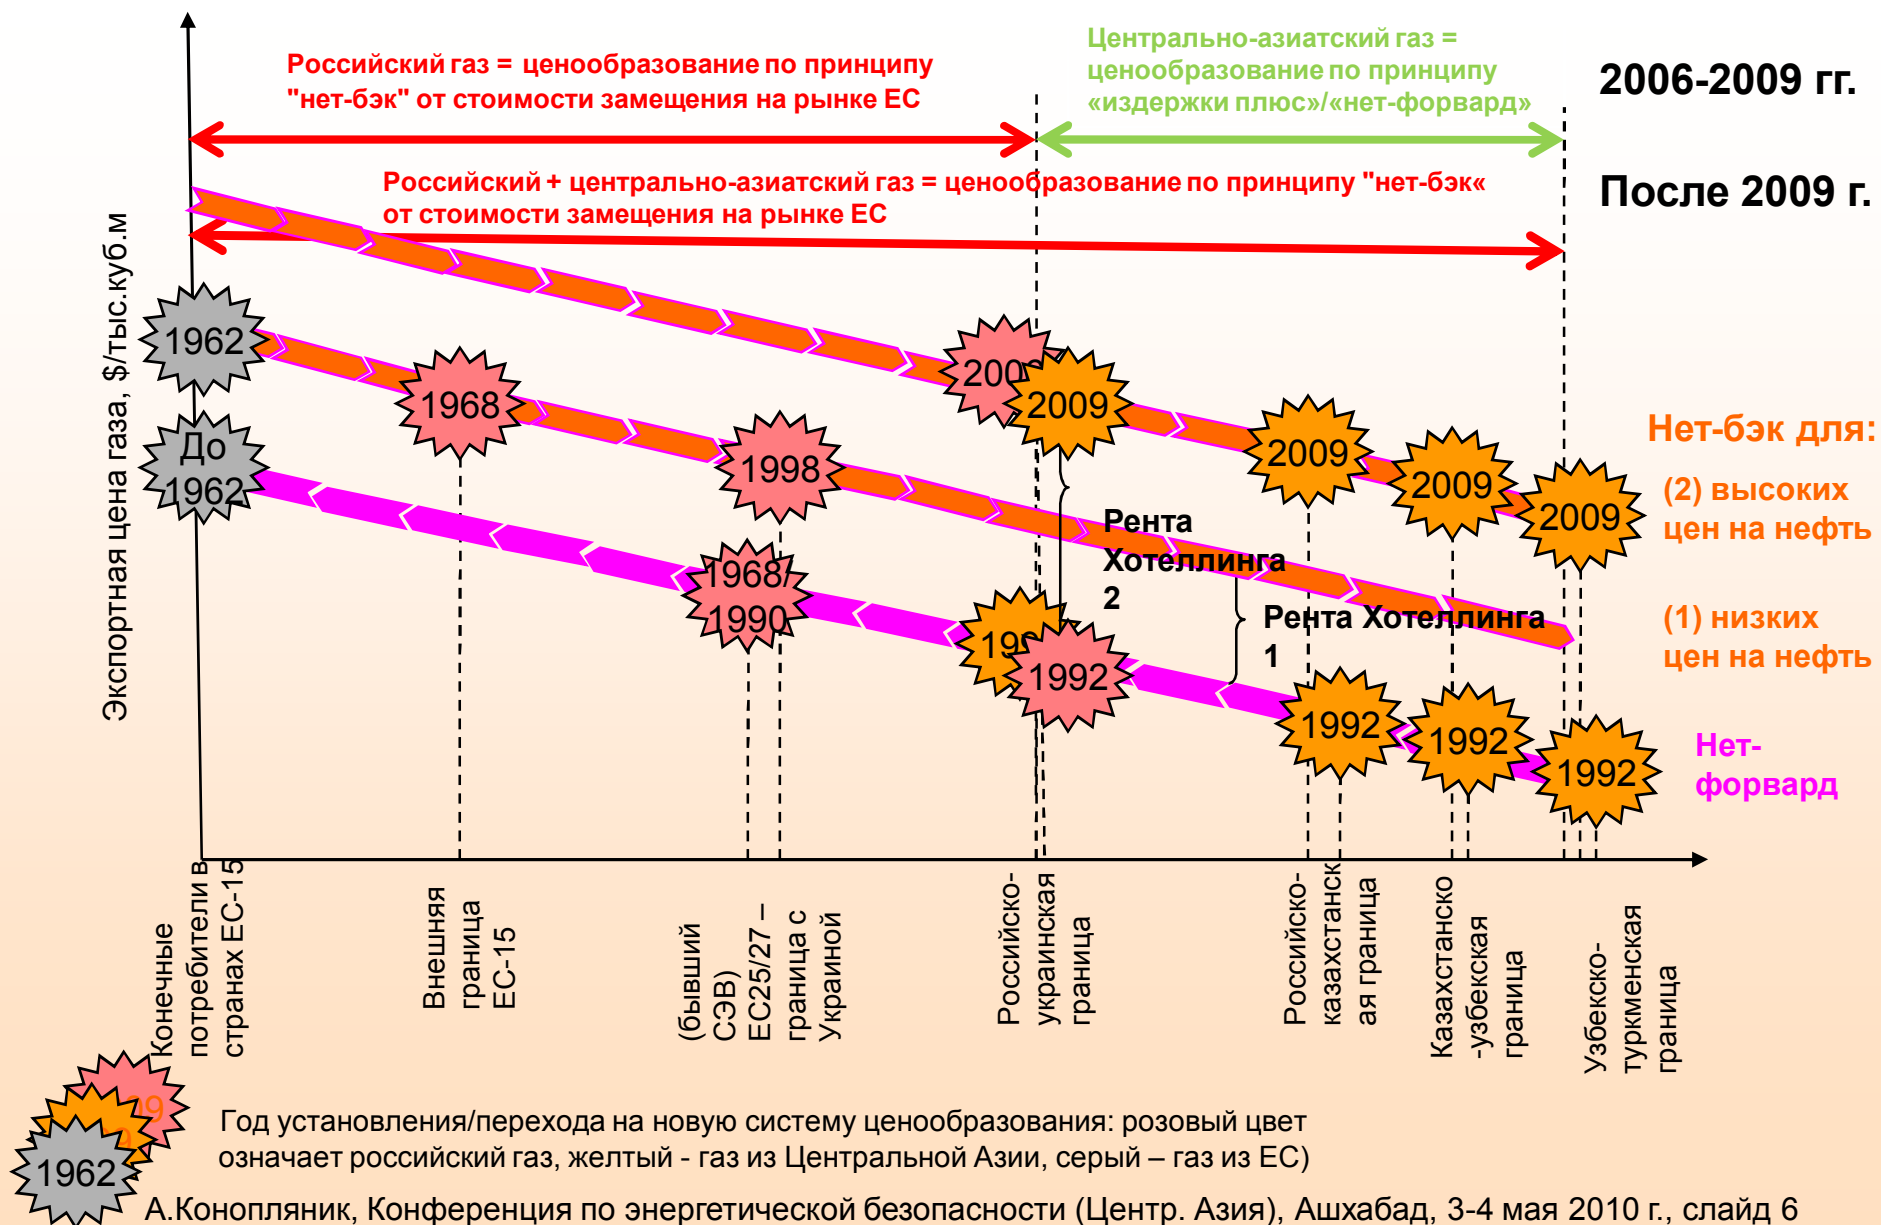 Российский газ = ценообразование по принципу
"нет-бэк" от стоимости замещения на рынке ЕС
Центрально-азиатский газ =
ценообразование по принципу
«издержки плюс»/«нет-форвард»
2006-2009 гг.
Российский + центрально-азиатский газ = ценообразование по принципу "нет-бэк«
от стоимости замещения на рынке ЕС
После 2009 г.
Экспортная цена газа, $/тыс.куб.м
1962
1968
2009
2009
2009
2009
До
1962
1998
1968/
1990
1992
1992
1992
1992
Рента
Хотеллинга
2
Рента Хотеллинга
1
Нет-бэк для:
(2) высоких
цен на нефть
(1) низких
цен на нефть
Нет-
форвард
Конечные
потребители в
странах ЕС-15
Внешняя
граница
ЕС-15
(бывший
СЭВ)
ЕС25/27 –
граница с
Украиной
Российско-
украинская
граница
Российско-
казахстанск
ая граница
Казахстанско
-узбекская
граница
Узбекско-
туркменская
граница
1962
Год установления/перехода на новую систему ценообразования: розовый цвет
означает российский газ, желтый - газ из Центральной Азии, серый – газ из ЕС)
А.Конопляник, Конференция по энергетической безопасности (Центр. Азия), Ашхабад, 3-4 мая 2010 г., слайд 6